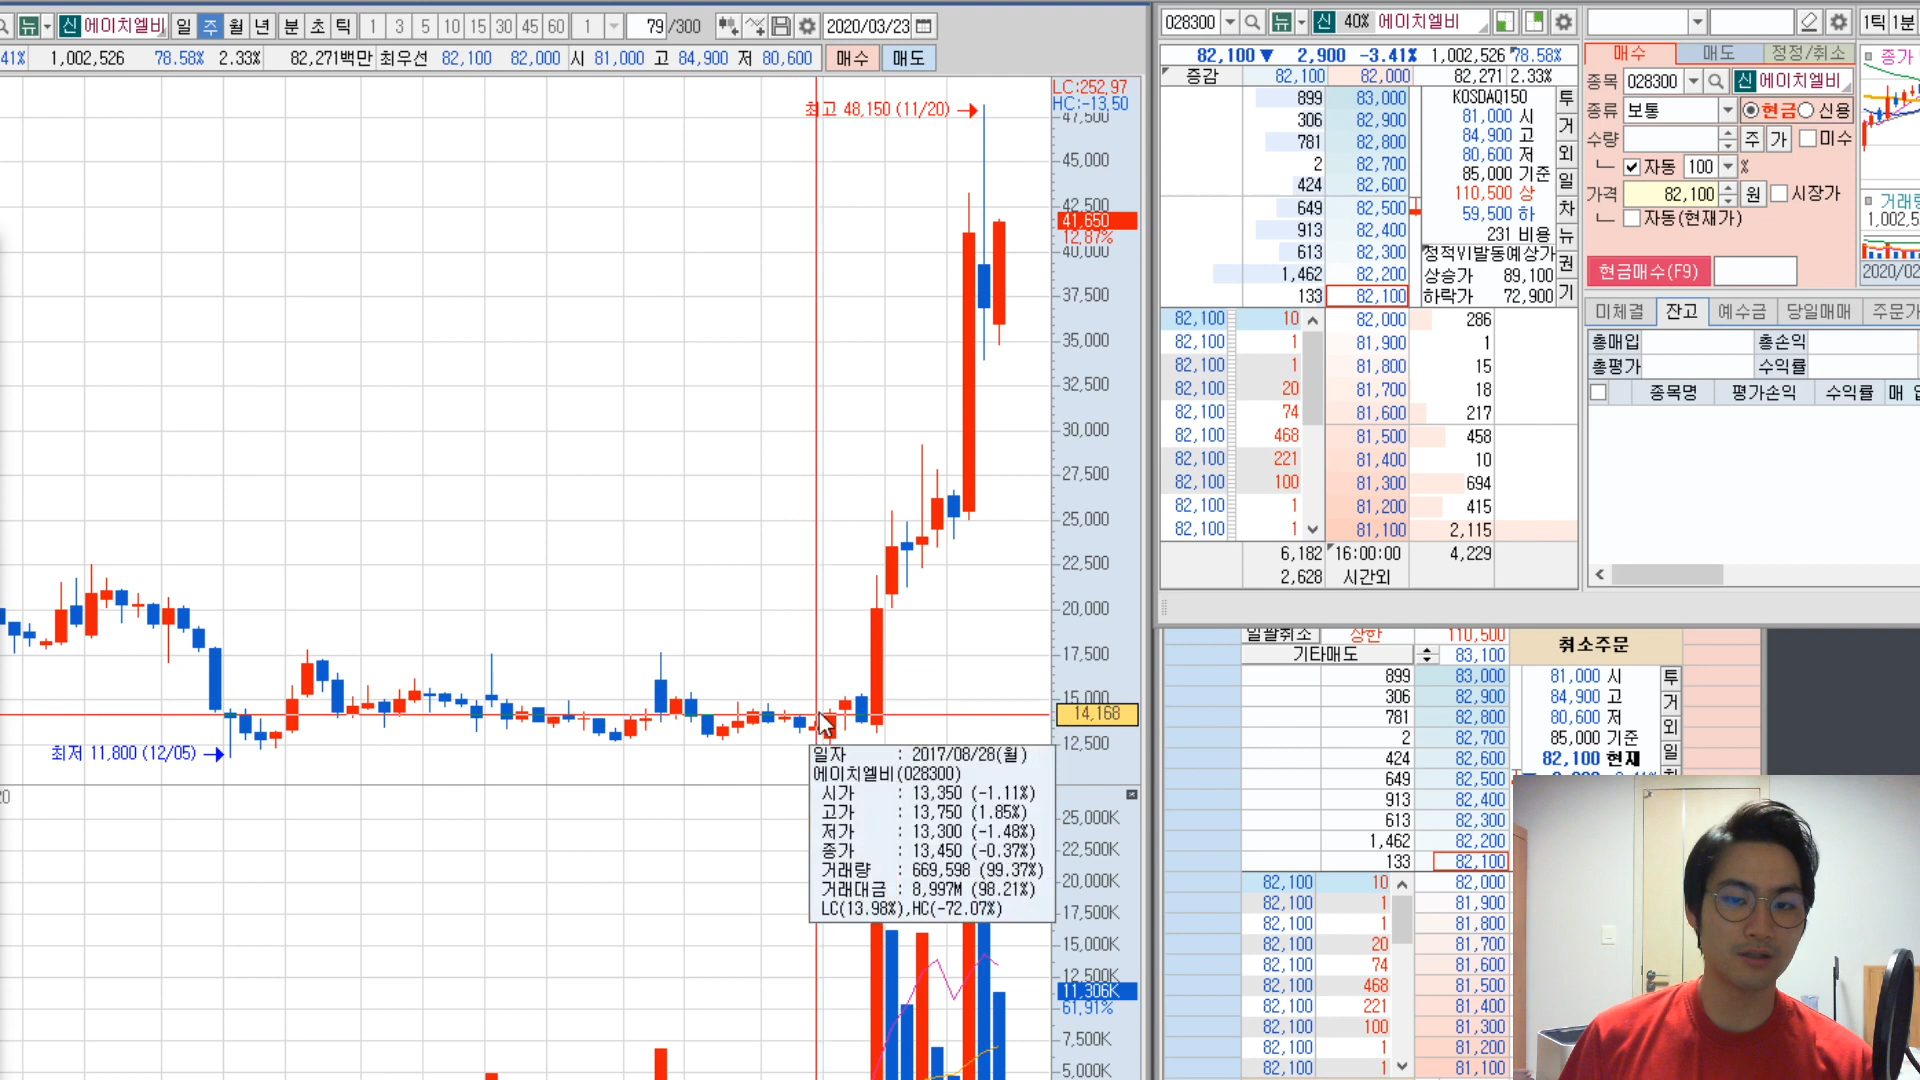 뉴 신 에이치엘비 일 주 월 년 분 초 틱 1 3 5 10 15 30 45 60 1 79 /300 2020/03/23
41% 1,002,526 78.58% 2.33% 82,271백만 최우선 82,100 82,000 시 81,000 고 84,900 저 80,600 매수 매도
LC:252,97
HC:-13,50
최고 48,150 (11/20)
47,500
45,000
42,500
41,650
12,87%
40,000
37,500
35,000
32,500
30,000
27,500
25,000
22,500
20,000
17,500
15,000
14,168
12,500
최저 11,800 (12/05)
일자 : 2017/08/28(월)
에이치엘비(028300)
시가 : 13,350 (-1.11%)
고가 : 13,750 (1.85%)
저가 : 13,300 (-1.48%)
종가 : 13,450 (-0.37%)
거래량 : 669,598 (99.37%)
거래대금 : 8,997M (98.21%)
LC(13.98%),HC(-72.07%)
25,000K
22,500K
20,000K
17,500K
15,000K
12,500K
11,306K
61,91%
7,500K
5,000K
028300 뉴 신 40% 에이치엘비
82,100▼ 2,900 -3.41% 1,002,526 78.58%
증감 82,100 82,000 82,271 2.33%
899 83,000 KOSDAQ150 투
306 82,900 81,000 시 거
781 82,800 84,900 고
2 82,700 80,600 저 외
424 82,600 85,000 기준 일
649 82,500 110,500 상 차
913 82,400 59,500 하
613 82,300 231 비용 뉴
정적VI발동예상가 권
1,462 82,200 상승가 89,100
133 82,100 하락가 72,900 기
82,100 10 82,000 286
82,100 1 81,900 1
82,100 1 81,800 15
82,100 20 81,700 18
82,100 74 81,600 217
82,100 468 81,500 458
82,100 221 81,400 10
82,100 100 81,300 694
82,100 1 81,200 415
82,100 1 81,100 2,115
6,182 16:00:00 4,229
2,628 시간외
매수 매도 정정/취소
종목 028300 신 에이치엘비
종류 보통 현금 신용
수량 주 가 미수
자동 100 %
가격 82,100 원 시장가
자동(현재가)
현금매수(F9)
미체결 잔고 예수금 당일매매 주문가
총매입 총손익
총평가 수익률
종목명 평가손익 수익률 매
1틱 1분
종가
거래량
1,002,5
2020/02
일괄취소 상한 110,500 취소주문
기타매도 83,100
899 83,000 81,000 시 투
306 82,900 84,900 고 거
781 82,800 80,600 저
2 82,700 85,000 기준 외
424 82,600 82,100 현재 일
649 82,500
913 82,400
613 82,300
1,462 82,200
133 82,100
82,100 10 82,000
82,100 1 81,900
82,100 1 81,800
82,100 20 81,700
82,100 74 81,600
82,100 468 81,500
82,100 221 81,400
82,100 100 81,300
82,100 1 81,200
82,100 1 81,100